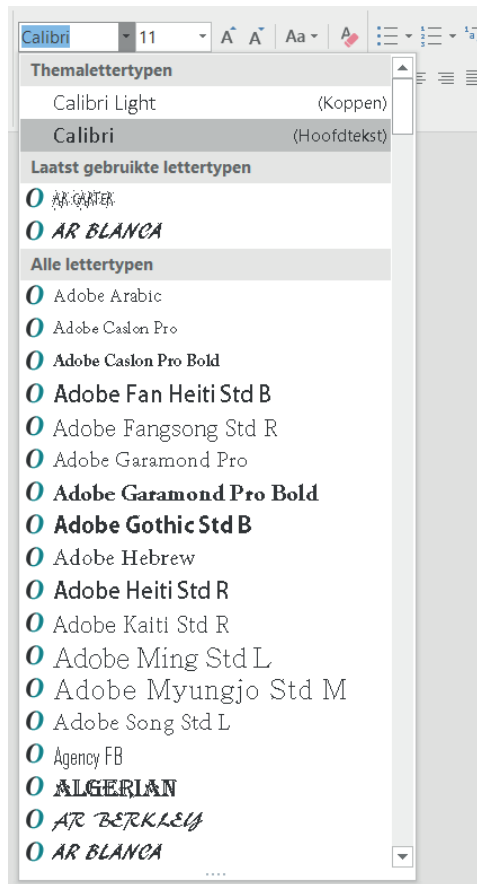 Calibri 11 A A Aa
Themalettertypen
Calibri Light (Koppen)
Calibri (Hoofdtekst)
Laatst gebruikte lettertypen
O AR CARTER
O AR BLANCA
Alle lettertypen
O Adobe Arabic
O Adobe Caslon Pro
O Adobe Caslon Pro Bold
O Adobe Fan Heiti Std B
O Adobe Fangsong Std R
O Adobe Garamond Pro
O Adobe Garamond Pro Bold
O Adobe Gothic Std B
O Adobe Hebrew
O Adobe Heiti Std R
O Adobe Kaiti Std R
O Adobe Ming Std L
O Adobe Myungjo Std M
O Adobe Song Std L
O Agency FB
O ALGERIAN
O AR BERKLEY
O AR BLANCA